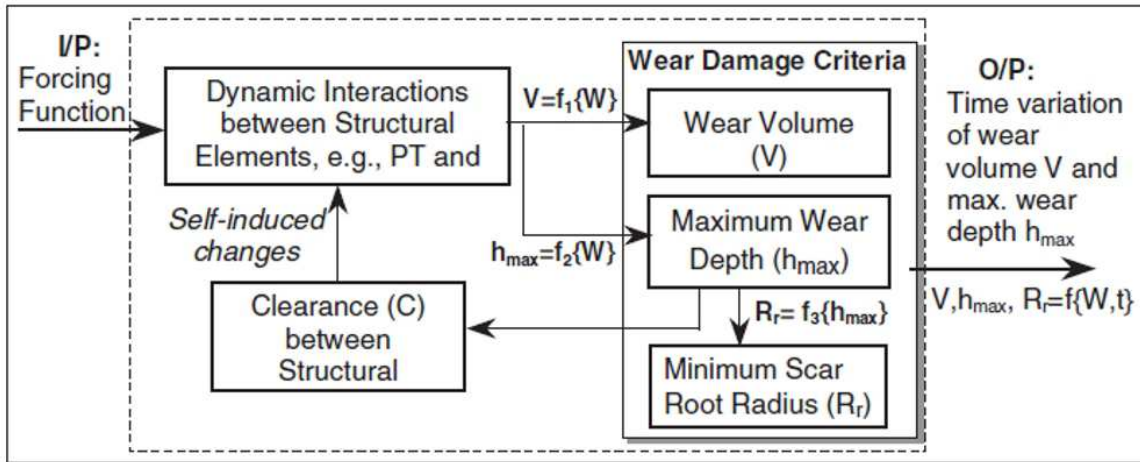 I/P:
Forcing
Function
Dynamic Interactions
between Structural
Elements, e.g., PT and
V=f₁{W}
hₘₐₓ=f₂{W}
Self-induced
changes
Clearance (C)
between
Structural
Wear Damage Criteria
Wear Volume
(V)
Maximum Wear
Depth (hₘₐₓ)
Rᵣ= f₃{hₘₐₓ}
Minimum Scar
Root Radius (Rᵣ)
O/P:
Time variation
of wear
volume V and
max. wear
depth hₘₐₓ
V,hₘₐₓ, Rᵣ=f{W,t}